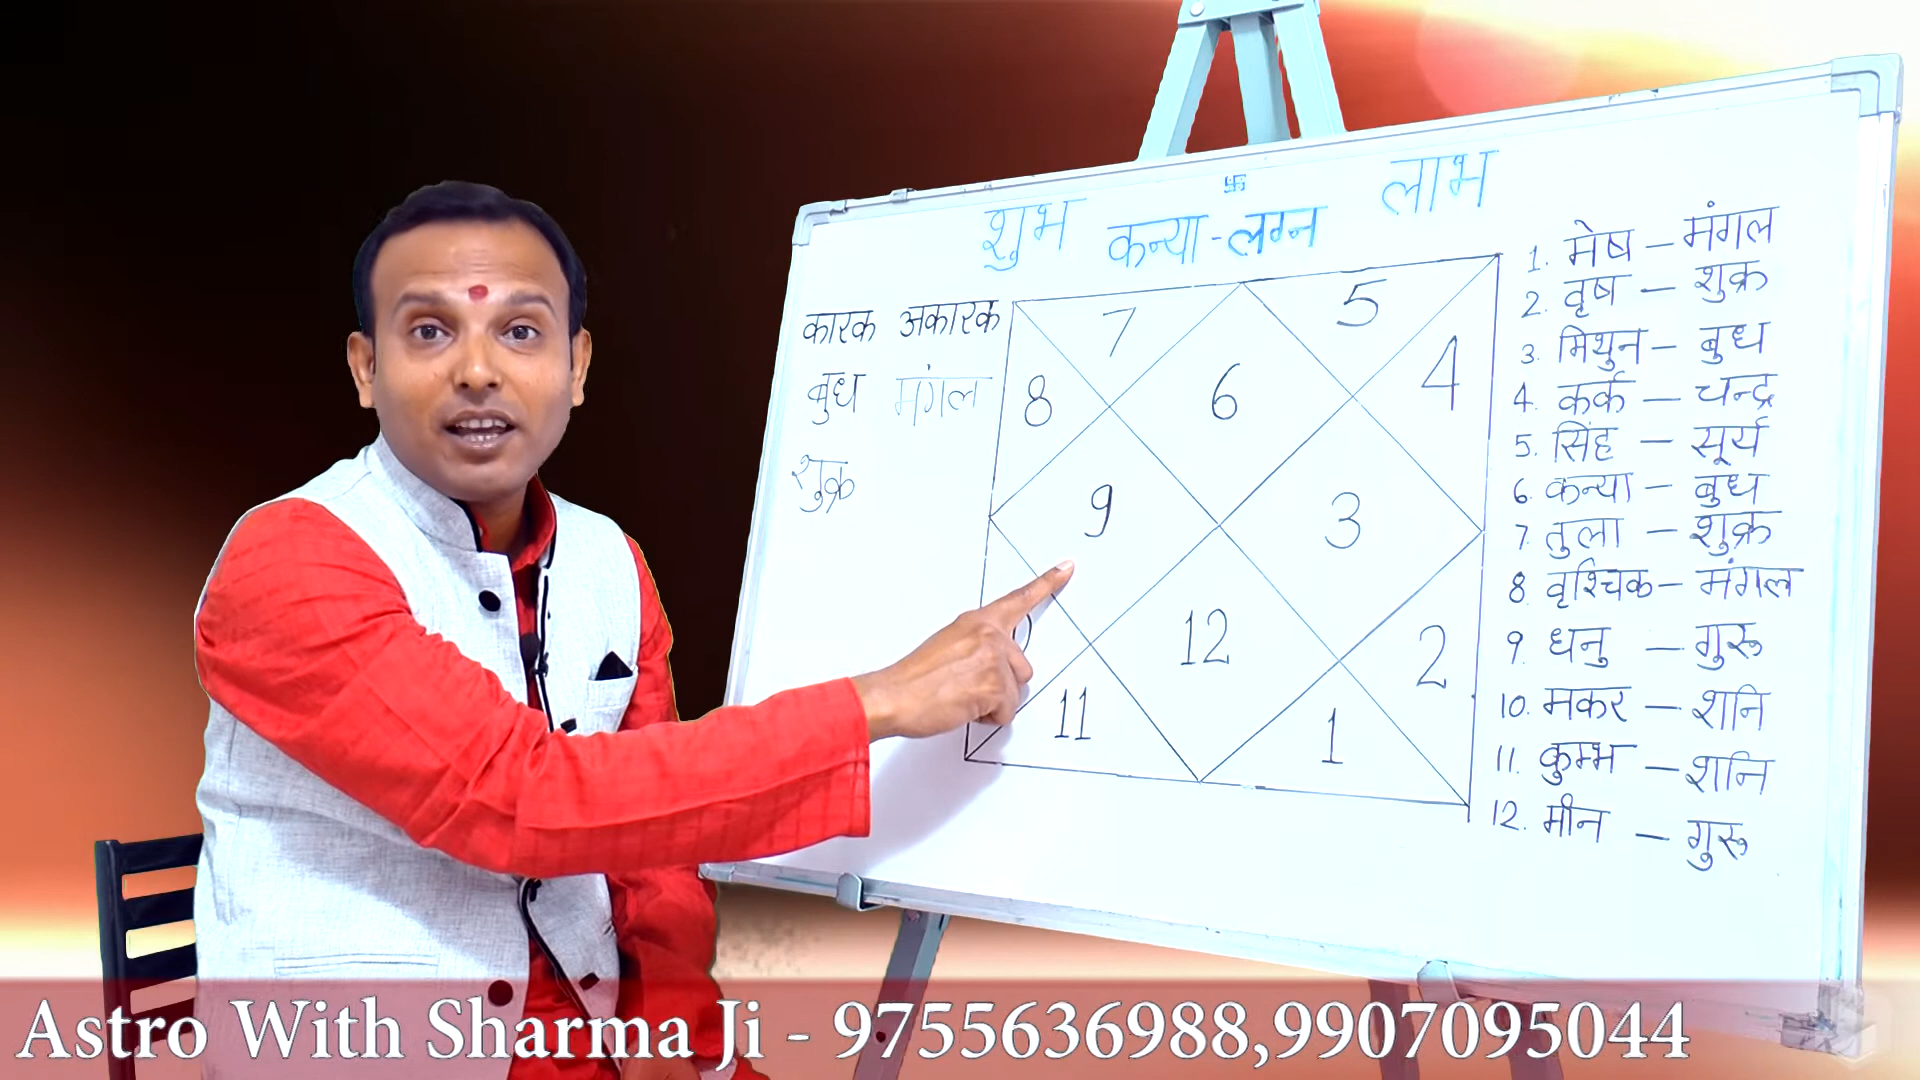 शुभ लाभ
कन्या-लग्न
कारक अकारक
बुध मंगल
शुक्र
7
5
8
6
4
9
3
12
2
11
1
1. मेष - मंगल
2. वृष - शुक्र
3. मिथुन - बुध
4. कर्क - चन्द्र
5. सिंह - सूर्य
6. कन्या - बुध
7. तुला - शुक्र
8. वृश्चिक - मंगल
9. धनु - गुरु
10. मकर - शनि
11. कुम्भ - शनि
12. मीन - गुरु
Astro With Sharma Ji - 9755636988,9907095044